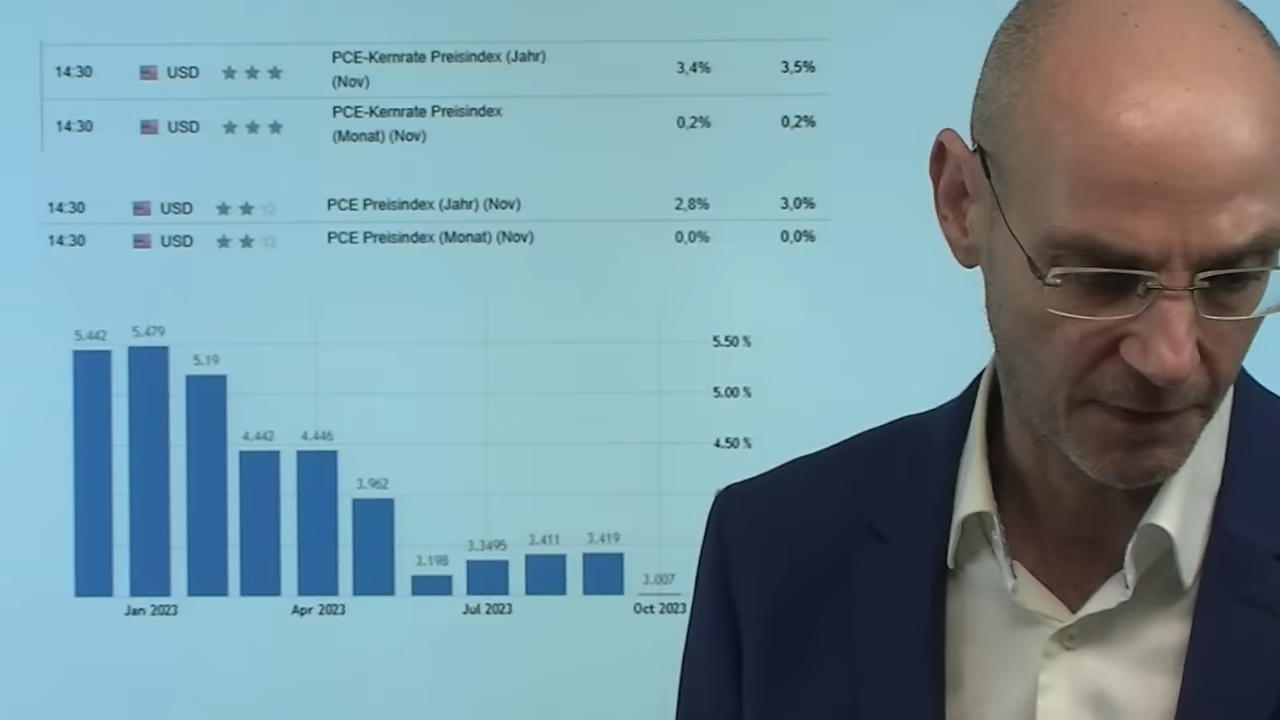 14:30 USD PCE-Kernrate Preisindex (Jahr) 3,4% 3,5%
(Nov)
14:30 USD PCE-Kernrate Preisindex 0,2% 0,2%
(Monat) (Nov)
14:30 USD PCE Preisindex (Jahr) (Nov) 2,8% 3,0%
14:30 USD PCE Preisindex (Monat) (Nov) 0,0% 0,0%
5.442 5.479 5.19 4.442 4.446 3.962 3.198 3.3495 3.411 3.419 3.007
5.50 %
5.00 %
4.50 %
Jan 2023 Apr 2023 Jul 2023 Oct 2023